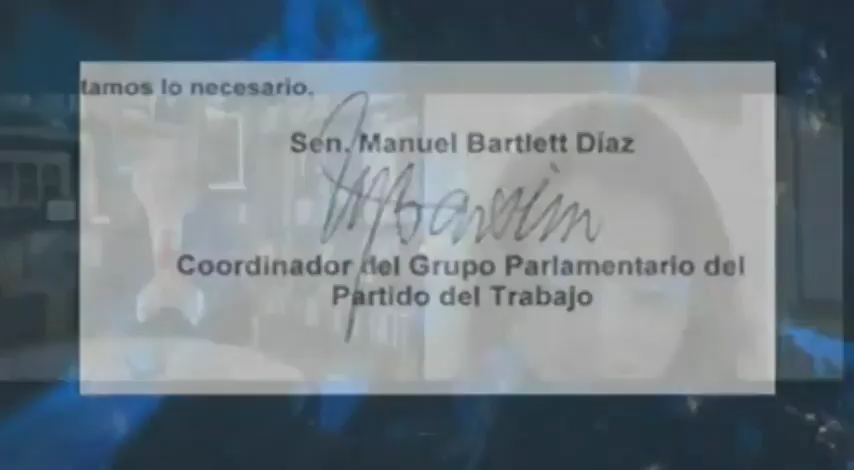 tamos lo necesario.
Sen. Manuel Bartlett Díaz
Coordinador del Grupo Parlamentario del
Partido del Trabajo